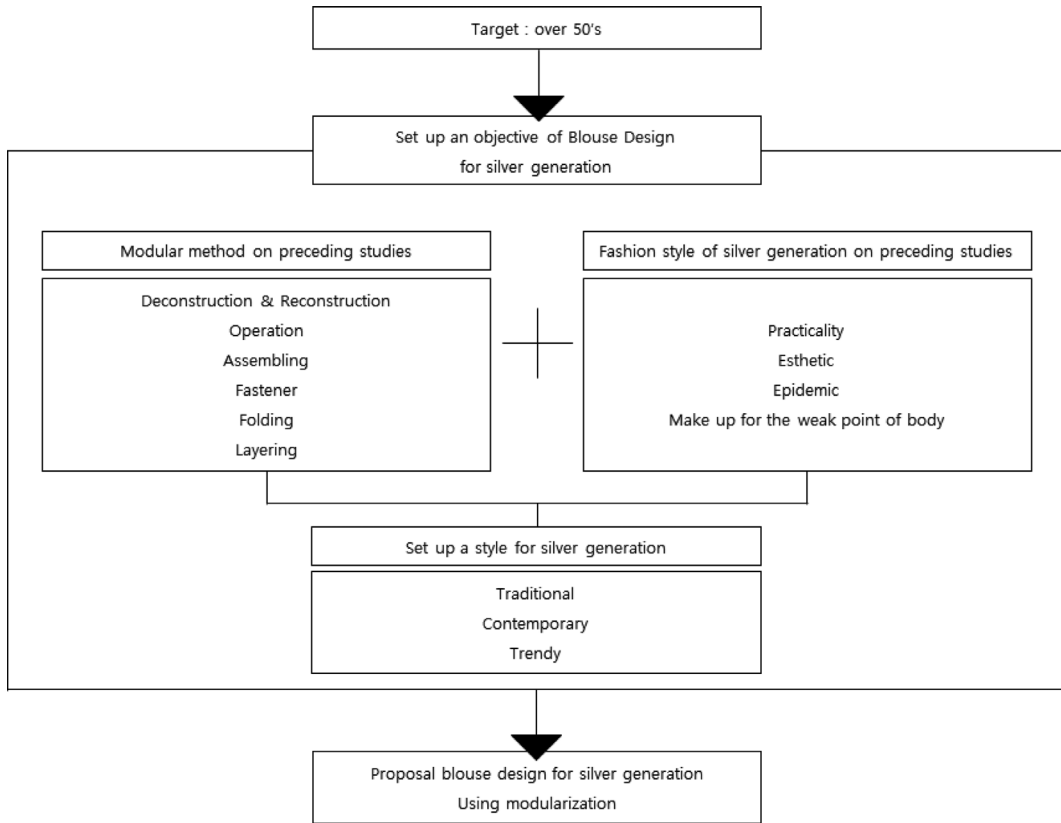 Target : over 50's
Set up an objective of Blouse Design
for silver generation
Modular method on preceding studies
Deconstruction & Reconstruction
Operation
Assembling
Fastener
Folding
Layering
Fashion style of silver generation on preceding studies
Practicality
Esthetic
Epidemic
Make up for the weak point of body
Set up a style for silver generation
Traditional
Contemporary
Trendy
Proposal blouse design for silver generation
Using modularization